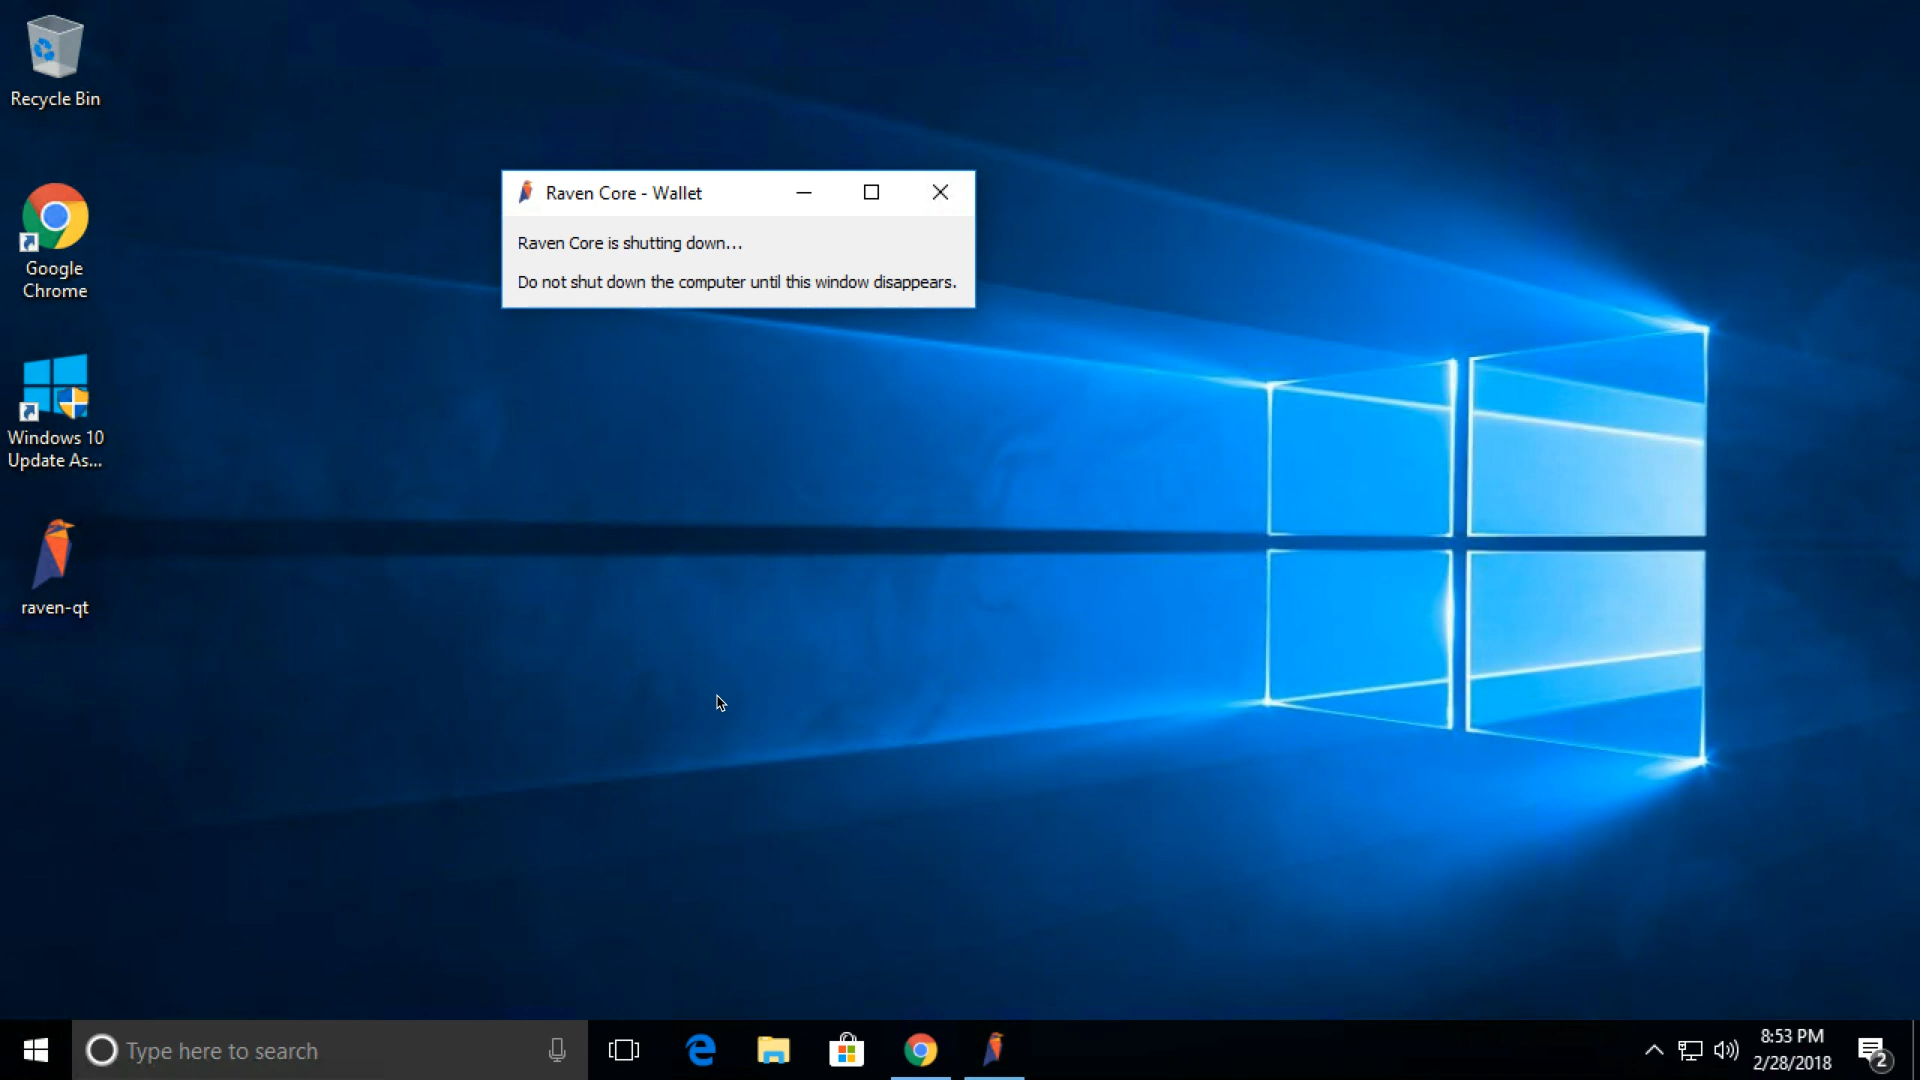 Recycle Bin
Google
Chrome
Windows 10
Update As...
raven-qt
Raven Core - Wallet
Raven Core is shutting down...
Do not shut down the computer until this window disappears.
Type here to search
8:53 PM
2/28/2018
2